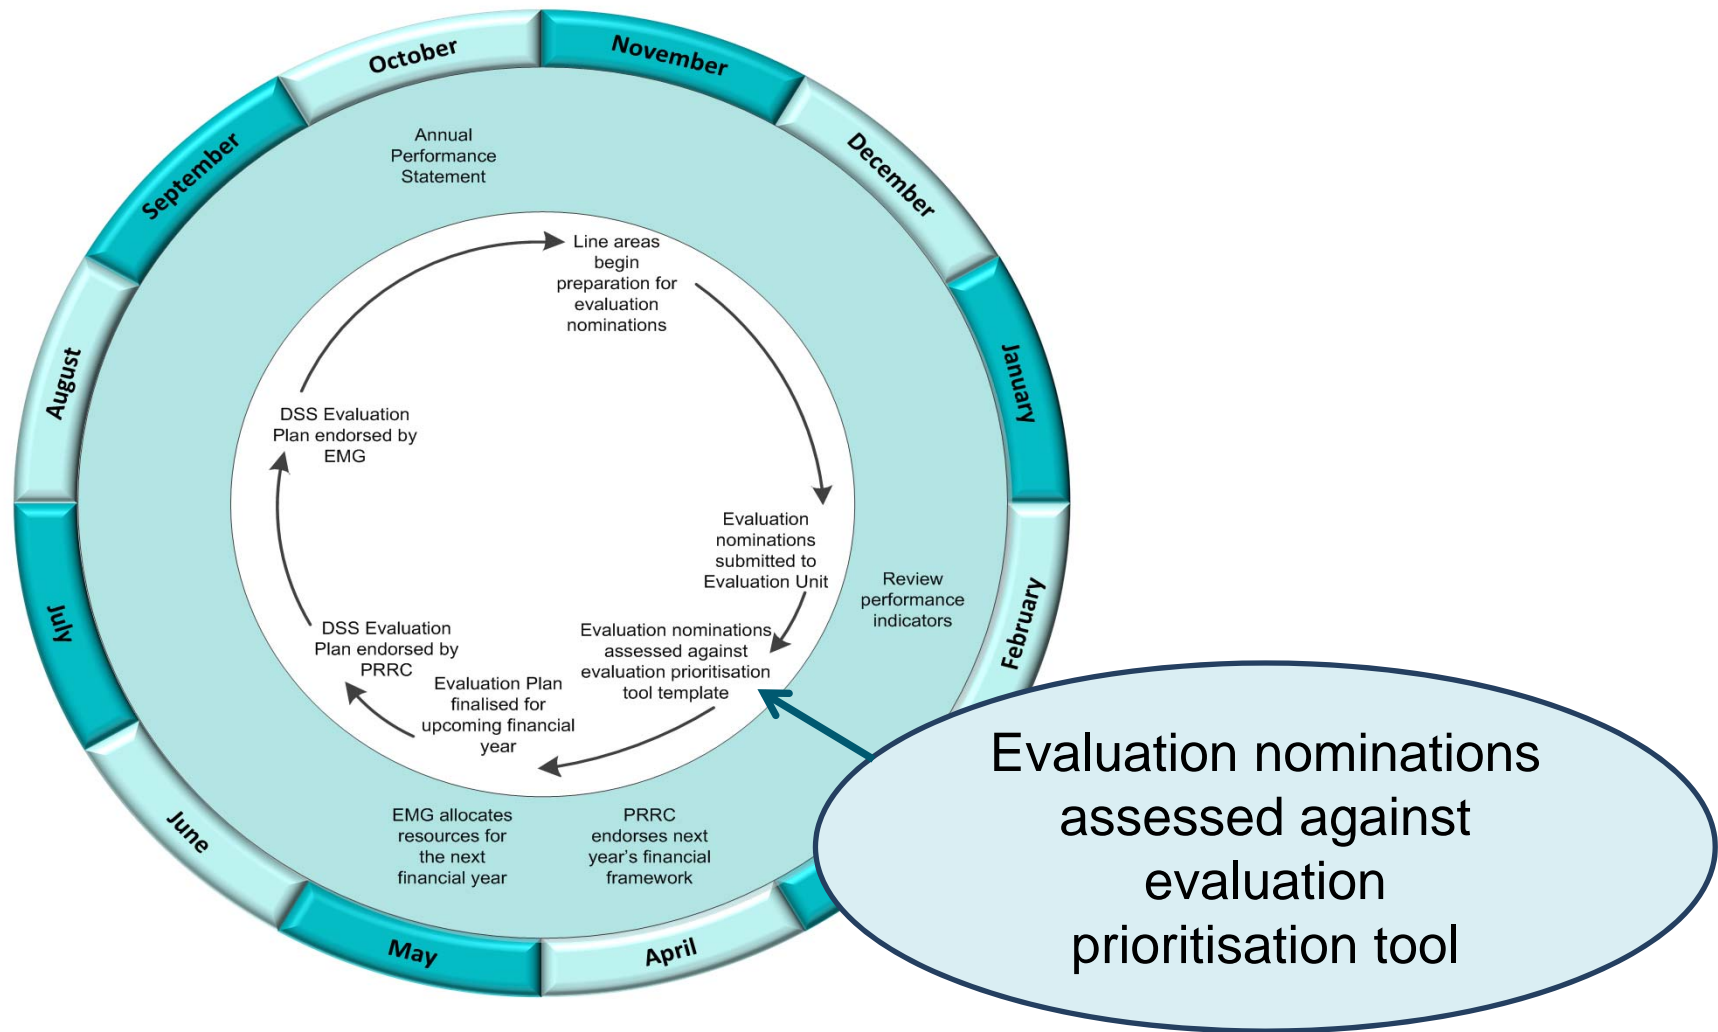 October
November
December
January
February
April
May
June
July
August
September
Annual
Performance
Statement
Line areas
begin
preparation for
evaluation
nominations
Evaluation
nominations
submitted to
Evaluation Unit
Review
performance
indicators
Evaluation nominations
assessed against
evaluation prioritisation
tool template
Evaluation Plan
finalised for
upcoming financial
year
DSS Evaluation
Plan endorsed by
PRRC
DSS Evaluation
Plan endorsed by
EMG
EMG allocates
resources for
the next
financial year
PRRC
endorses next
year's financial
framework
Evaluation nominations
assessed against
evaluation
prioritisation tool